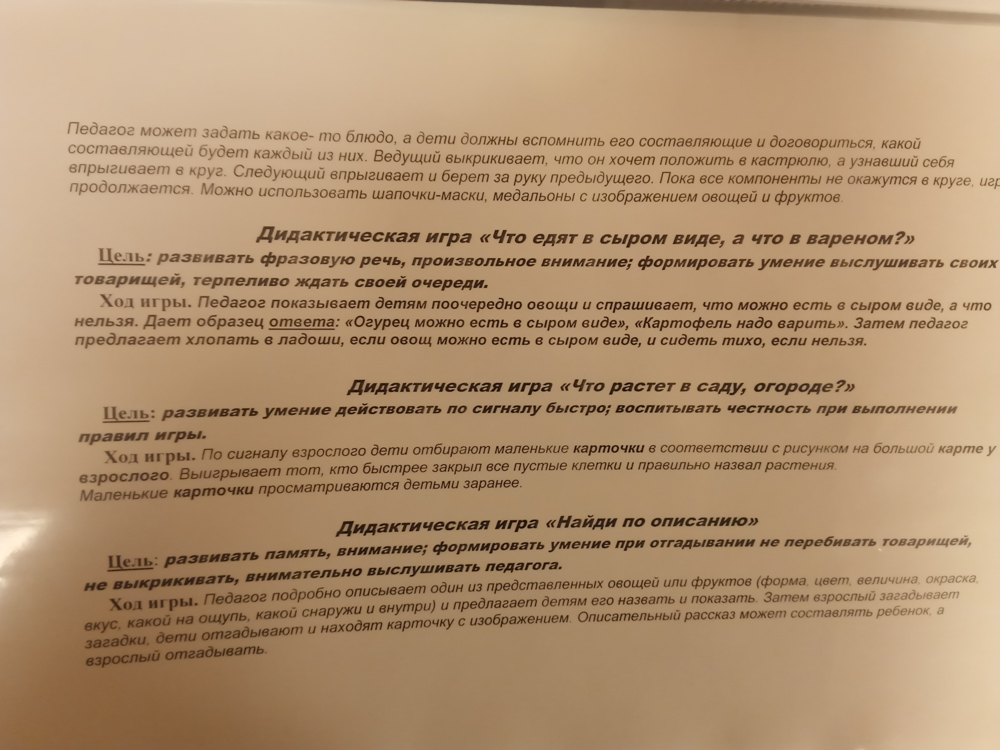 Педагог может задать какое- то блюдо, а дети должны вспомнить его составляющие и договориться, какой
составляющей будет каждый из них. Ведущий выкрикивает, что он хочет положить в кастрюлю, а узнавший себя
впрыгивает в круг. Следующий впрыгивает и берет за руку предыдущего. Пока все компоненты не окажутся в круге, игр
продолжается. Можно использовать шапочки-маски, медальоны с изображением овощей и фруктов.
Дидактическая игра «Что едят в сыром виде, а что в вареном?»
Цель: развивать фразовую речь, произвольное внимание; формировать умение выслушивать своих
товарищей, терпеливо ждать своей очереди.
Ход игры. Педагог показывает детям поочередно овощи и спрашивает, что можно есть в сыром виде, а что
нельзя. Дает образец ответа: «Огурец можно есть в сыром виде», «Картофель надо варить». Затем педагог
предлагает хлопать в ладоши, если овощ можно есть в сыром виде, и сидеть тихо, если нельзя.
Дидактическая игра «Что растет в саду, огороде?»
Цель: развивать умение действовать по сигналу быстро; воспитывать честность при выполнении
правил игры.
Ход игры. По сигналу взрослого дети отбирают маленькие карточки в соответствии с рисунком на большой карте у
взрослого. Выигрывает тот, кто быстрее закрыл все пустые клетки и правильно назвал растения.
Маленькие карточки просматриваются детьми заранее.
Дидактическая игра «Найди по описанию»
Цель: развивать память, внимание; формировать умение при отгадывании не перебивать товарищей,
не выкрикивать, внимательно выслушивать педагога.
Ход игры. Педагог подробно описывает один из представленных овощей или фруктов (форма, цвет, величина, окраска,
вкус, какой на ощупь, какой снаружи и внутри) и предлагает детям его назвать и показать. Затем взрослый загадывает
загадки, дети отгадывают и находят карточку с изображением. Описательный рассказ может составлять ребенок, а
взрослый отгадывать.